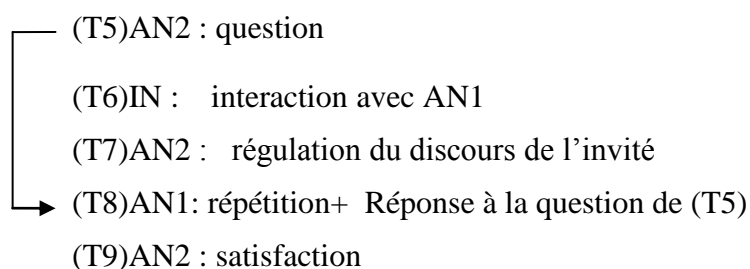 (T5)AN2 : question
(T6)IN : interaction avec AN1
(T7)AN2 : régulation du discours de l’invité
(T8)AN1: répétition+ Réponse à la question de (T5)
(T9)AN2 : satisfaction